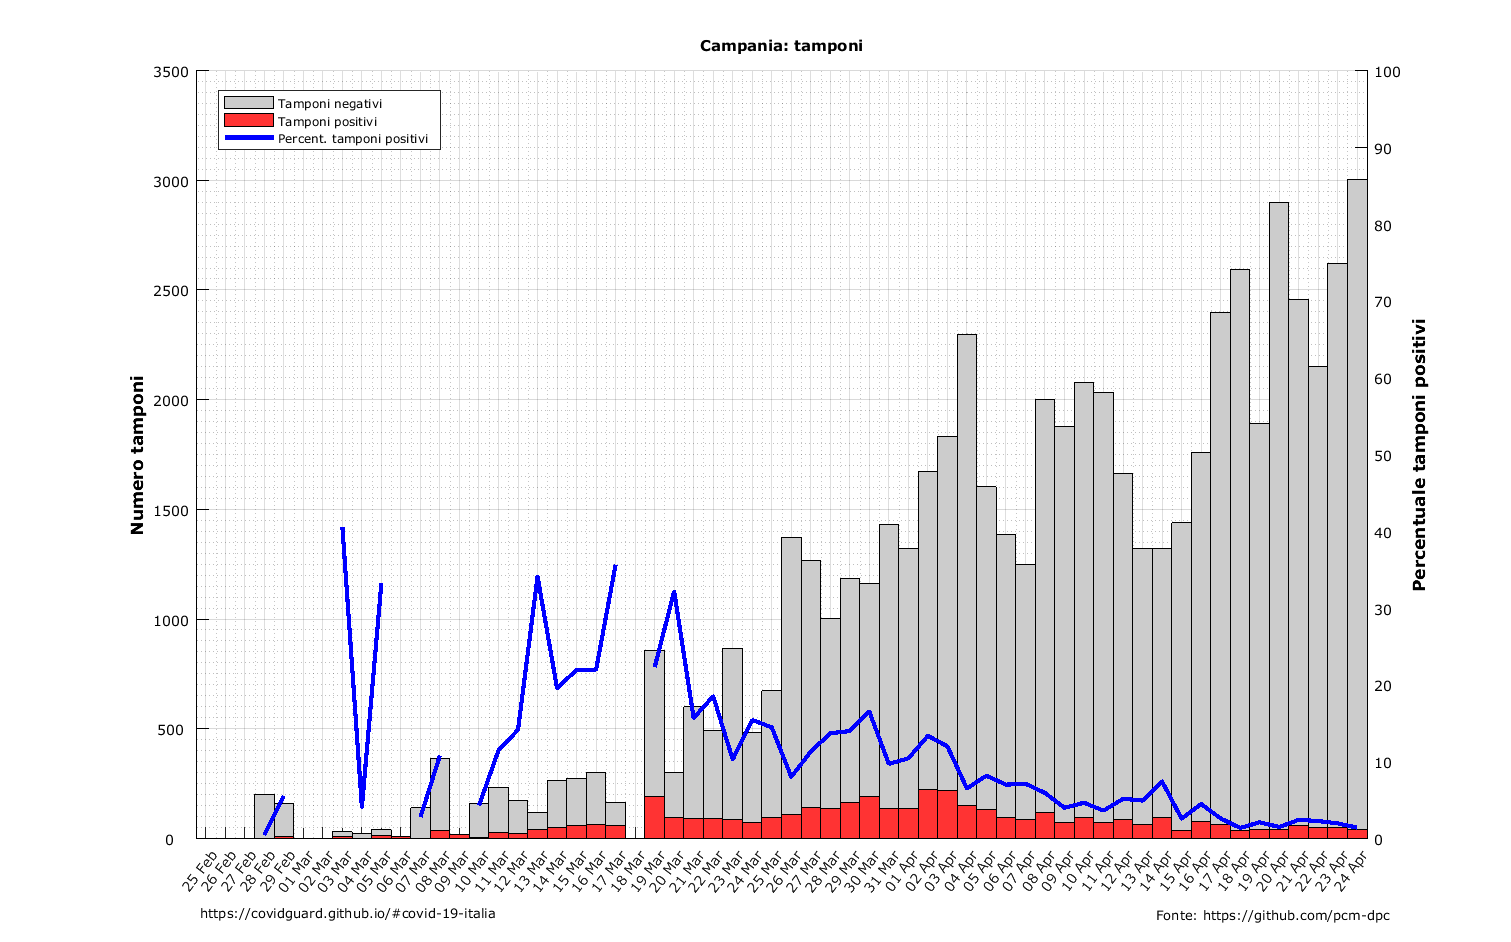 Campania: tamponi
3500
3000
2500
2000
1500
1000
500
0
100
90
80
70
60
50
40
30
20
10
0
Tamponi negativi
Tamponi positivi
Percent. tamponi positivi
Numero tamponi
Percentuale tamponi positivi
25 Feb
26 Feb
27 Feb
28 Feb
29 Feb
01 Mar
02 Mar
03 Mar
04 Mar
05 Mar
06 Mar
07 Mar
08 Mar
09 Mar
10 Mar
11 Mar
12 Mar
13 Mar
14 Mar
15 Mar
16 Mar
17 Mar
18 Mar
19 Mar
20 Mar
21 Mar
22 Mar
23 Mar
24 Mar
25 Mar
26 Mar
27 Mar
28 Mar
29 Mar
30 Mar
31 Mar
01 Apr
02 Apr
03 Apr
04 Apr
05 Apr
06 Apr
07 Apr
08 Apr
09 Apr
10 Apr
11 Apr
12 Apr
13 Apr
14 Apr
15 Apr
16 Apr
17 Apr
18 Apr
19 Apr
20 Apr
21 Apr
22 Apr
23 Apr
24 Apr
https://covidguard.github.io/#covid-19-italia
Fonte: https://github.com/pcm-dpc